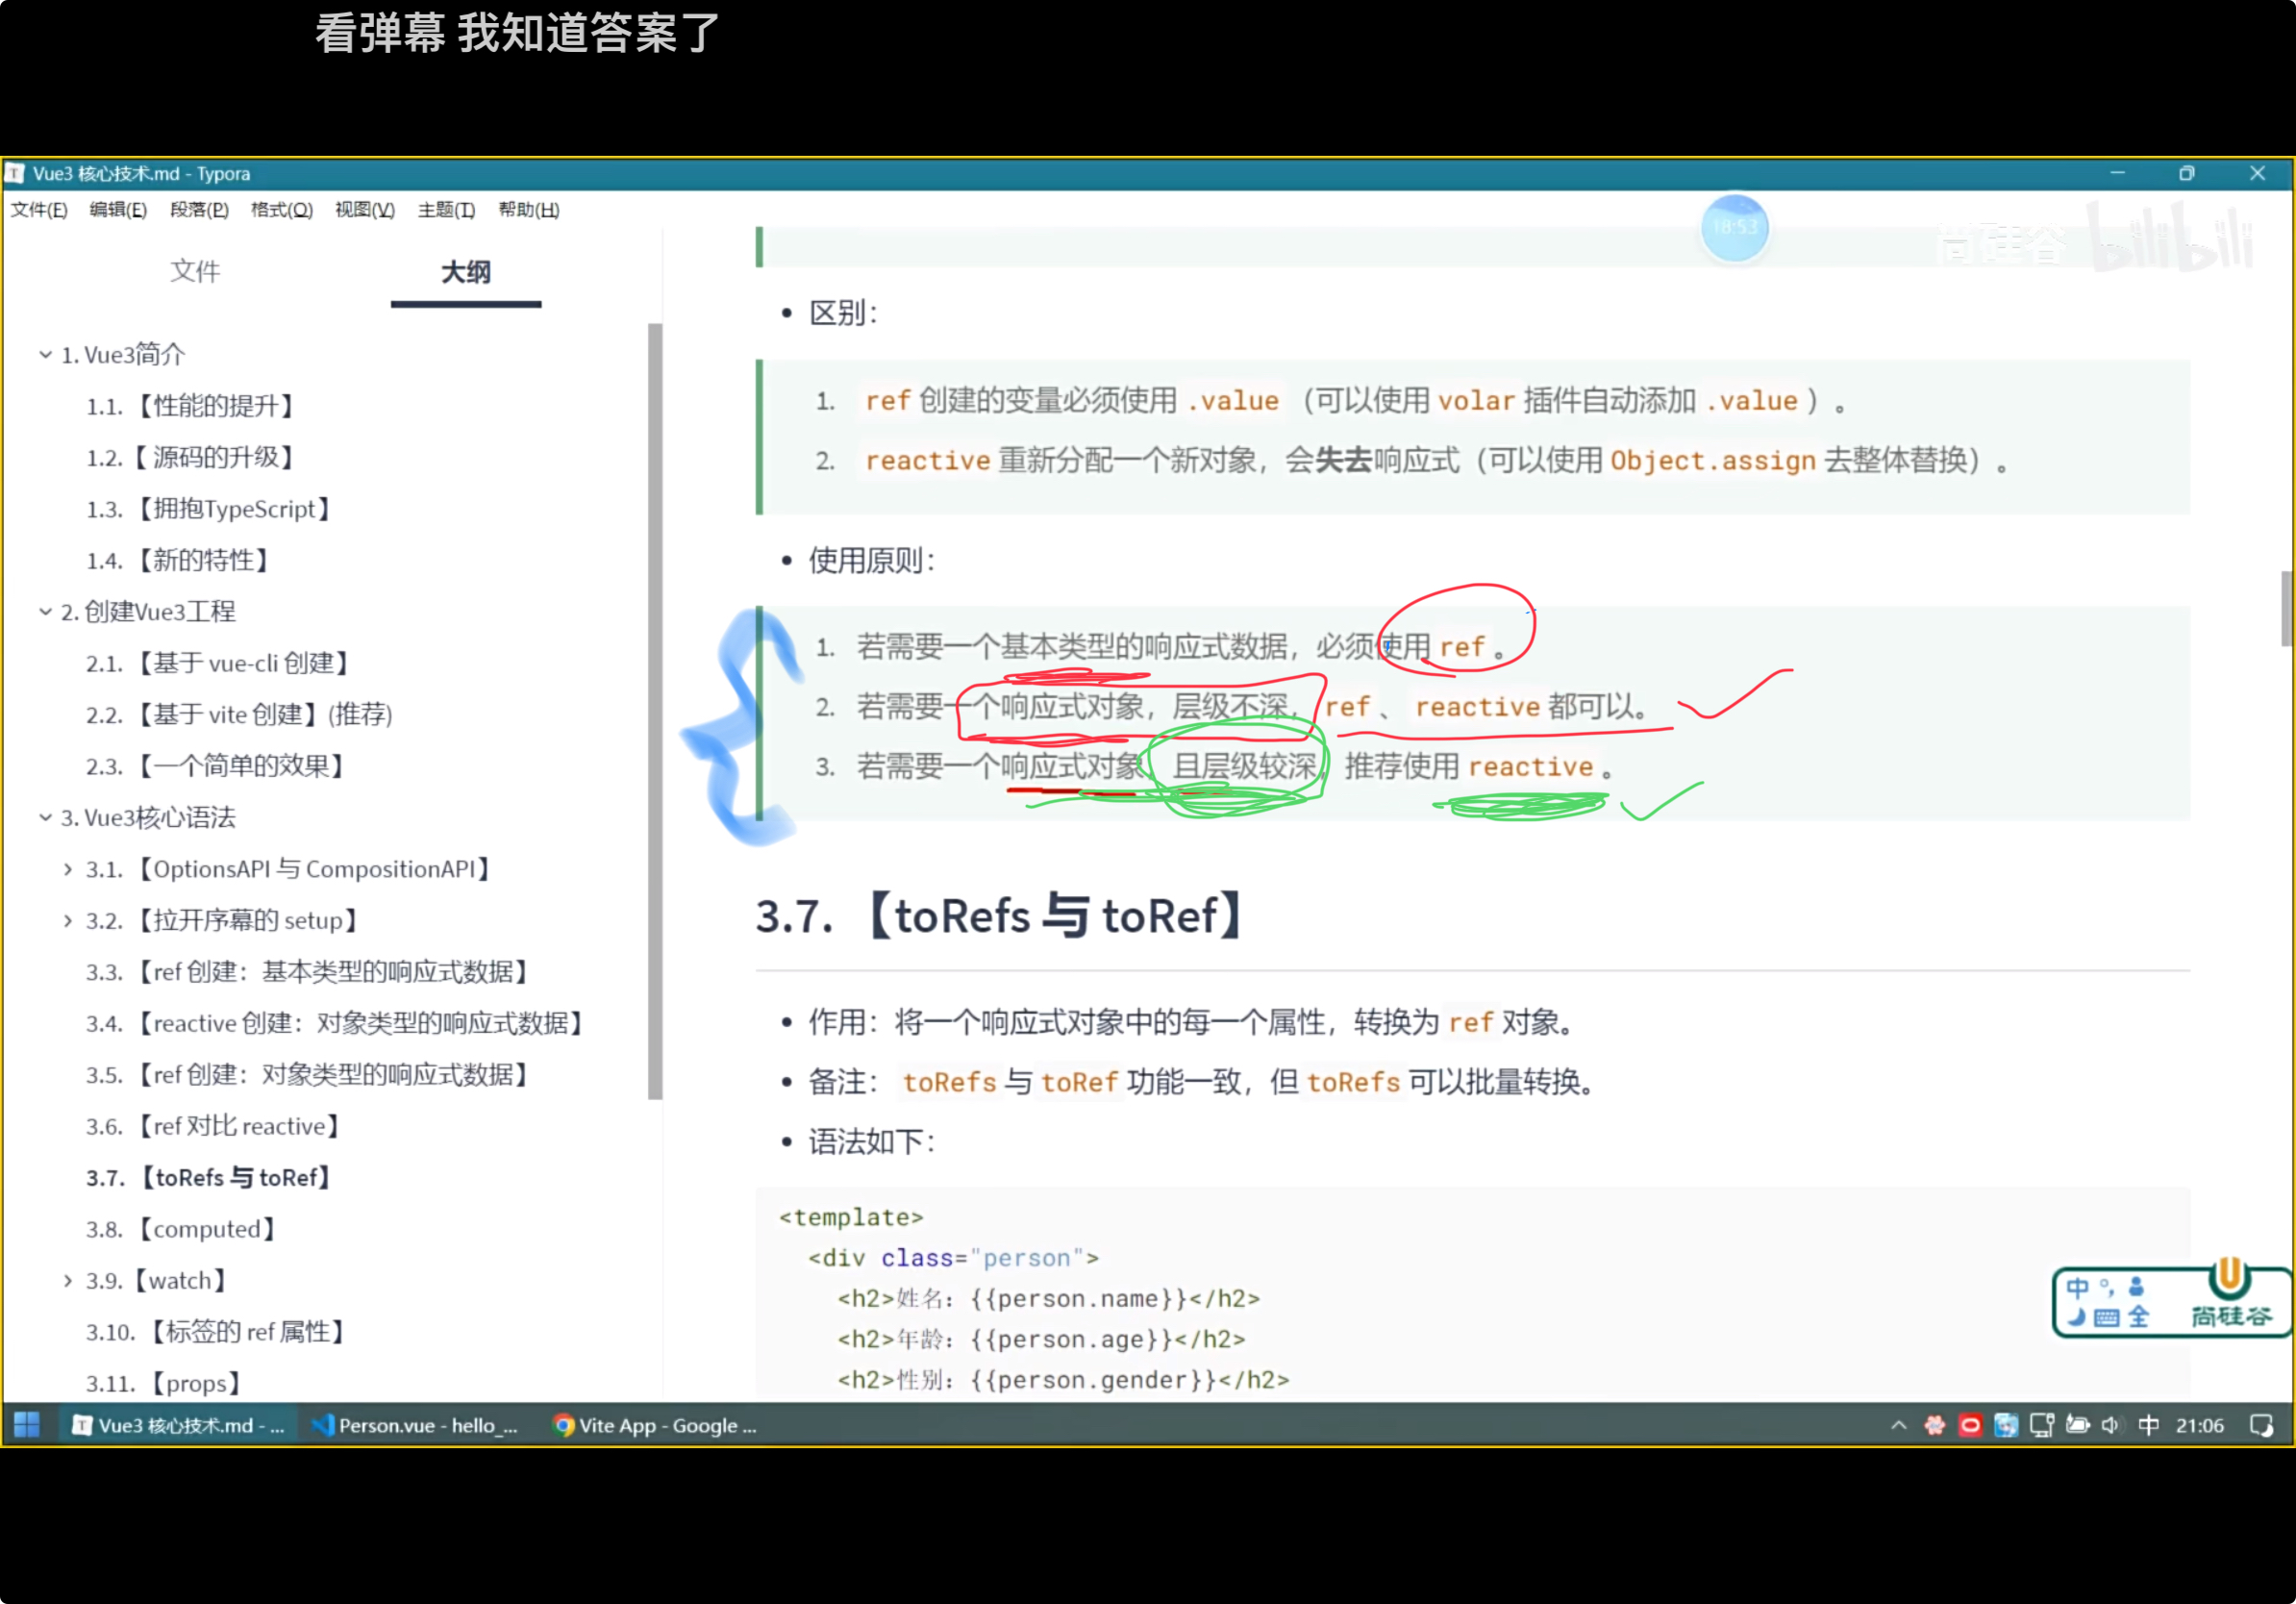 看弹幕 我知道答案了
Vue3 核心技术.md - Typora
文件(F) 编辑(E) 段落(P) 格式(O) 视图(V) 主题(T) 帮助(H)
18:53
尚硅谷 bilibili
文件 大纲
1. Vue3简介
1.1. 【性能的提升】
1.2.【 源码的升级】
1.3. 【拥抱TypeScript】
1.4. 【新的特性】
2. 创建Vue3工程
2.1. 【基于 vue-cli 创建】
2.2. 【基于 vite 创建】(推荐)
2.3. 【一个简单的效果】
3. Vue3核心语法
3.1. 【OptionsAPI 与 CompositionAPI】
3.2. 【拉开序幕的 setup】
3.3. 【ref 创建：基本类型的响应式数据】
3.4. 【reactive 创建：对象类型的响应式数据】
3.5. 【ref 创建：对象类型的响应式数据】
3.6. 【ref 对比 reactive】
3.7. 【toRefs 与 toRef】
3.8. 【computed】
3.9.【watch】
3.10. 【标签的 ref 属性】
3.11. 【props】
• 区别：
1. ref 创建的变量必须使用 .value （可以使用 volar 插件自动添加 .value ）。
2. reactive 重新分配一个新对象，会失去响应式（可以使用 Object.assign 去整体替换）。
• 使用原则：
1. 若需要一个基本类型的响应式数据，必须使用 ref 。
2. 若需要一个响应式对象，层级不深， ref 、 reactive 都可以。
3. 若需要一个响应式对象，且层级较深，推荐使用 reactive 。
3.7. 【toRefs 与 toRef】
• 作用：将一个响应式对象中的每一个属性，转换为 ref 对象。
• 备注： toRefs 与 toRef 功能一致，但 toRefs 可以批量转换。
• 语法如下：
<template>
<div class="person">
<h2>姓名：{{person.name}}</h2>
<h2>年龄：{{person.age}}</h2>
<h2>性别：{{person.gender}}</h2>
中 °, 全 尚硅谷
Vue3 核心技术.md - ... Person.vue - hello_... Vite App - Google ... 中 21:06